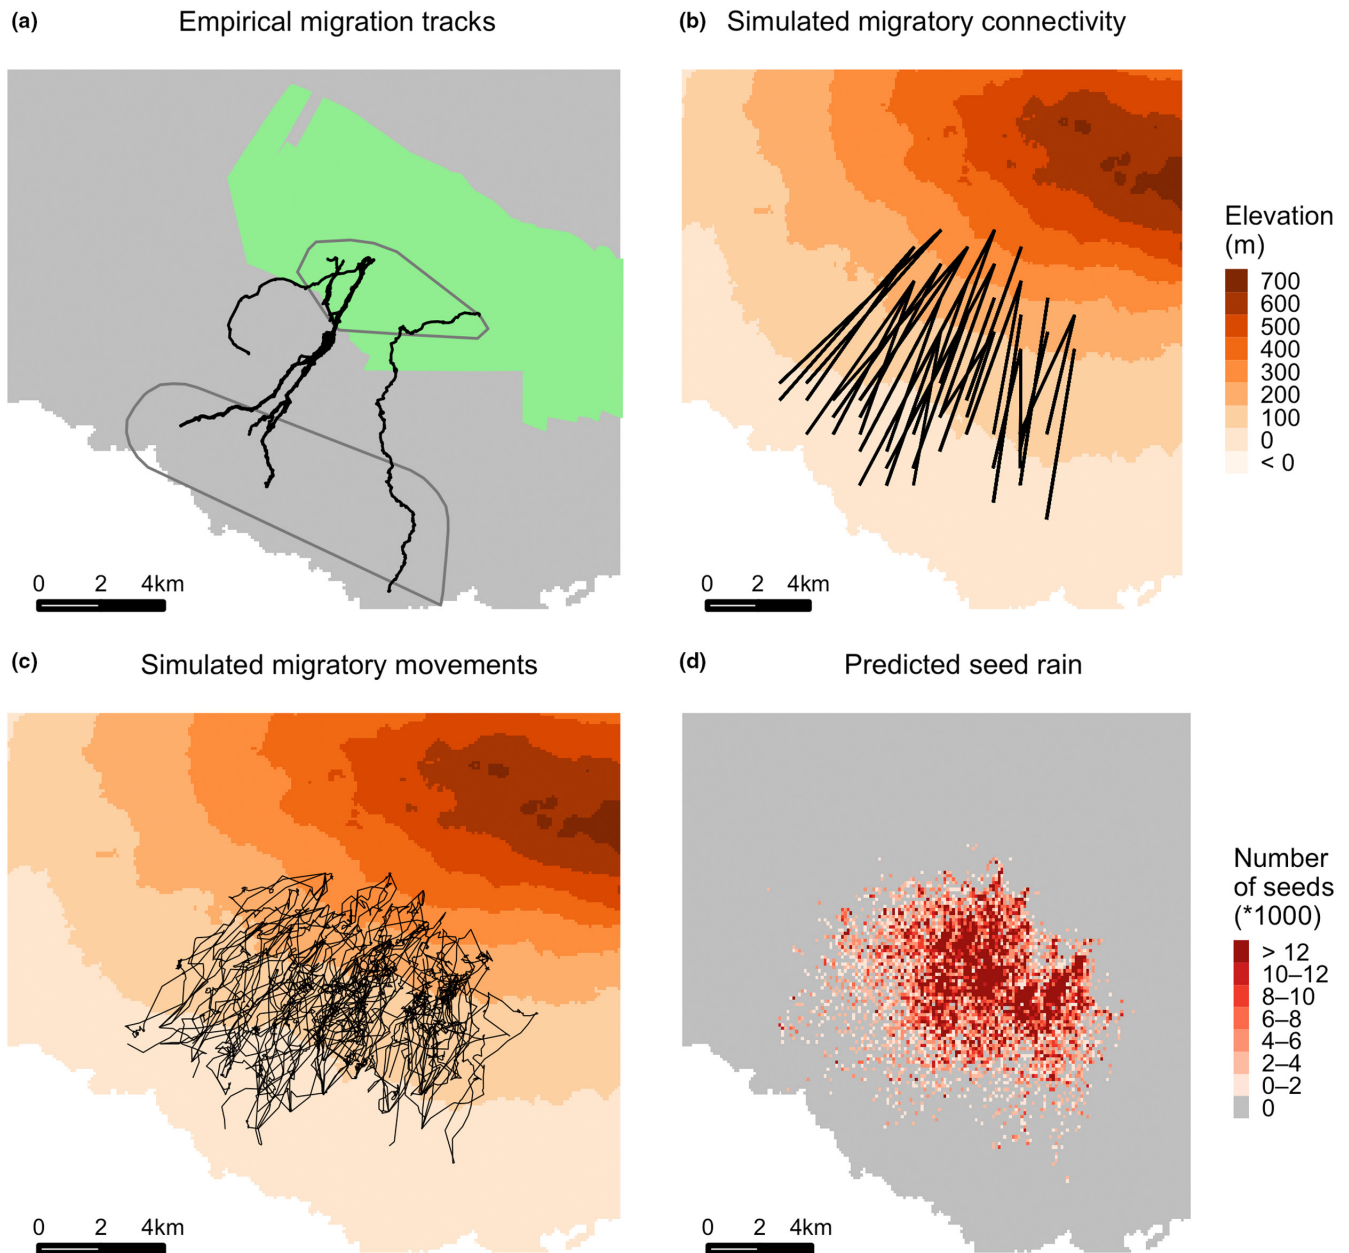 (a) Empirical migration tracks
0 2 4km
(b) Simulated migratory connectivity
Elevation
(m)
700
600
500
400
300
200
100
0
< 0
0 2 4km
(c) Simulated migratory movements
0 2 4km
(d) Predicted seed rain
Number
of seeds
(*1000)
> 12
10–12
8–10
6–8
4–6
2–4
0–2
0
0 2 4km